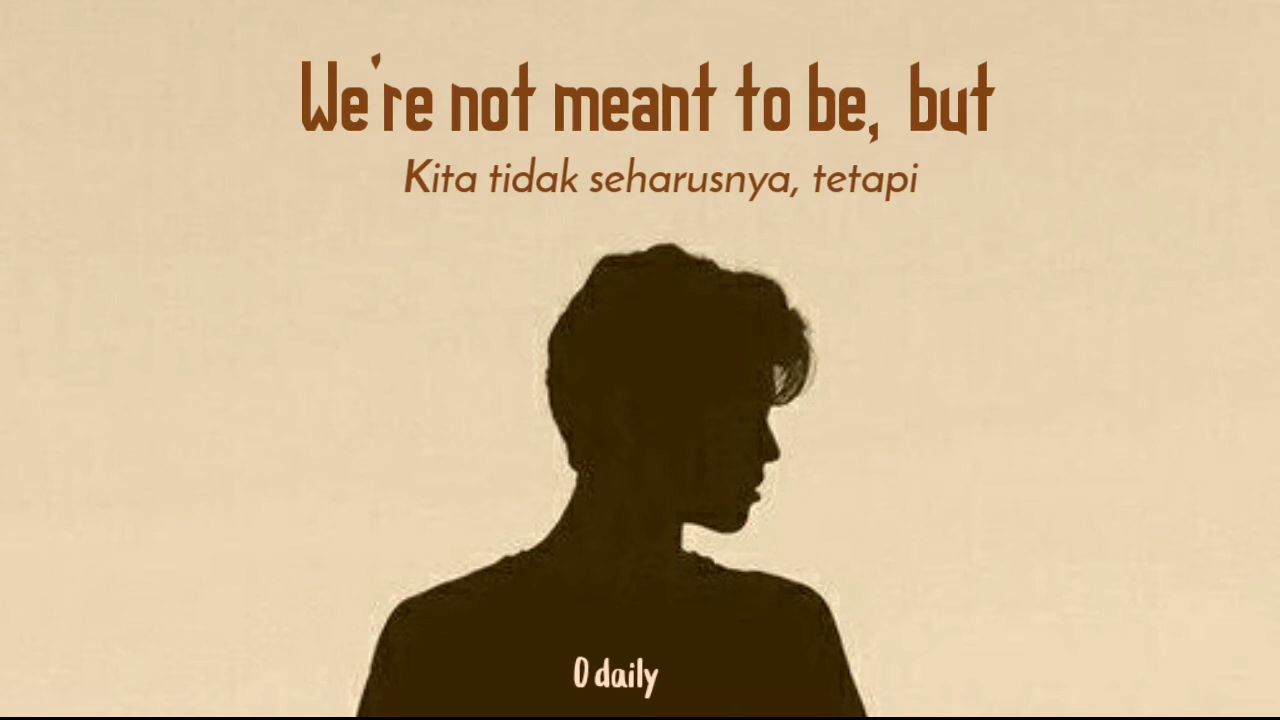 We're not meant to be, but
Kita tidak seharusnya, tetapi
O daily